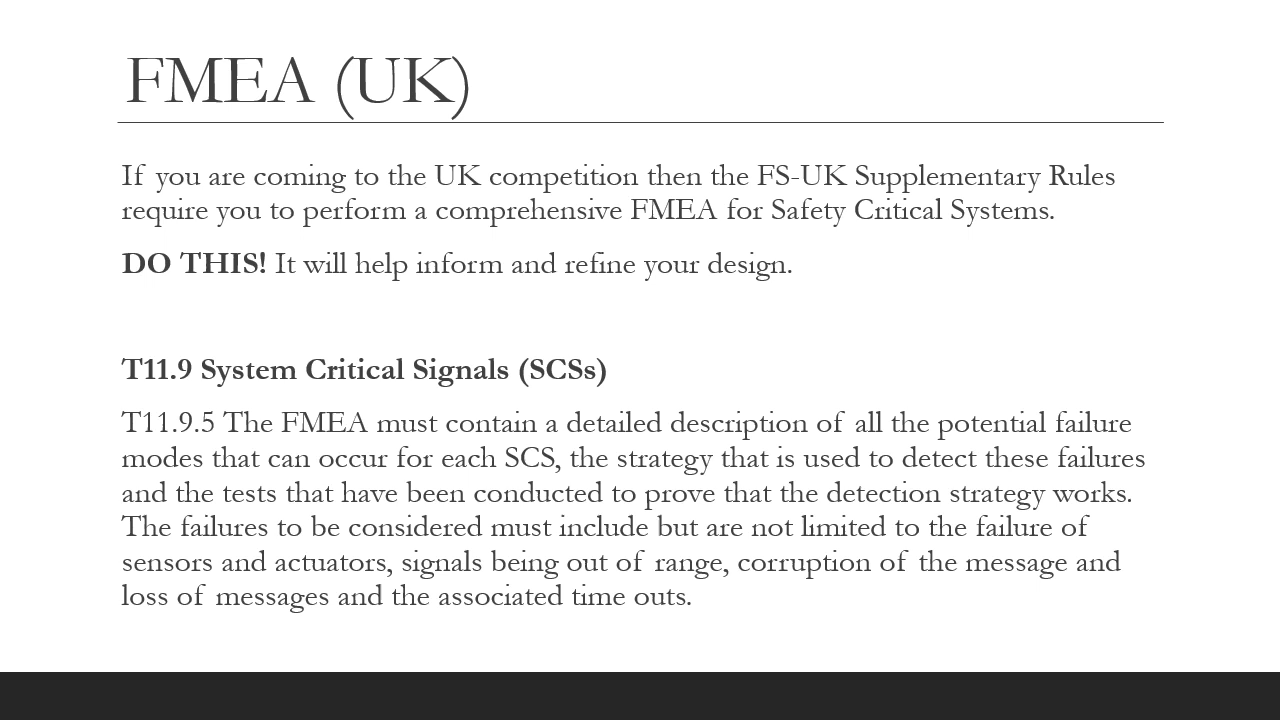 FMEA (UK)
If you are coming to the UK competition then the FS-UK Supplementary Rules
require you to perform a comprehensive FMEA for Safety Critical Systems.
DO THIS! It will help inform and refine your design.
T11.9 System Critical Signals (SCSs)
T11.9.5 The FMEA must contain a detailed description of all the potential failure
modes that can occur for each SCS, the strategy that is used to detect these failures
and the tests that have been conducted to prove that the detection strategy works.
The failures to be considered must include but are not limited to the failure of
sensors and actuators, signals being out of range, corruption of the message and
loss of messages and the associated time outs.